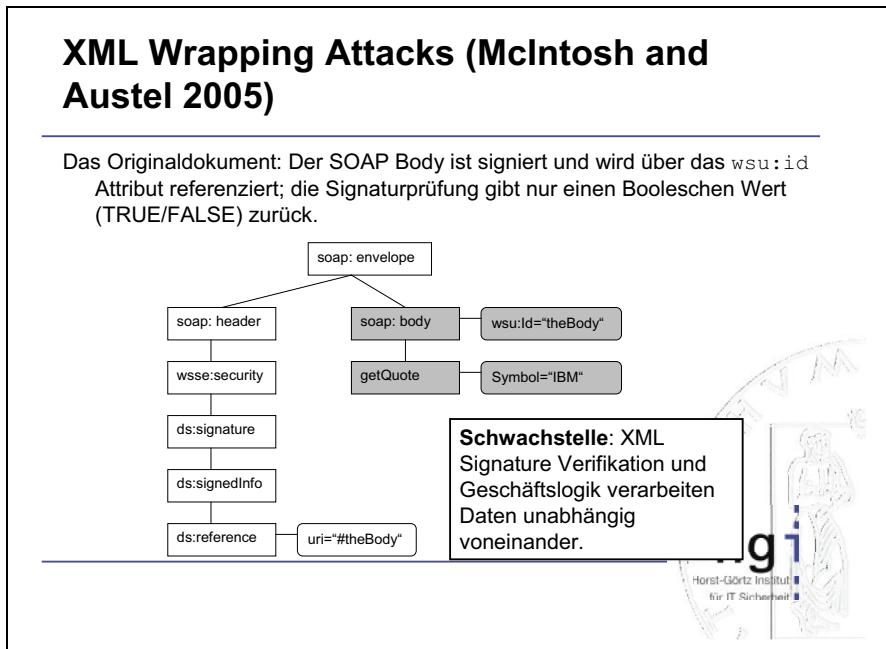 XML Wrapping Attacks (McIntosh and
Austel 2005)
Das Originaldokument: Der SOAP Body ist signiert und wird über das wsu:id
Attribut referenziert; die Signaturprüfung gibt nur einen Booleschen Wert
(TRUE/FALSE) zurück.
soap: envelope
soap: header
soap: body
wsu:Id=“theBody“
wsse:security
getQuote
Symbol=“IBM“
ds:signature
ds:signedInfo
ds:reference
uri=“#theBody“
Schwachstelle: XML
Signature Verifikation und
Geschäftslogik verarbeiten
Daten unabhängig
voneinander.
Horst-Görtz Institut
für IT Sicherheit